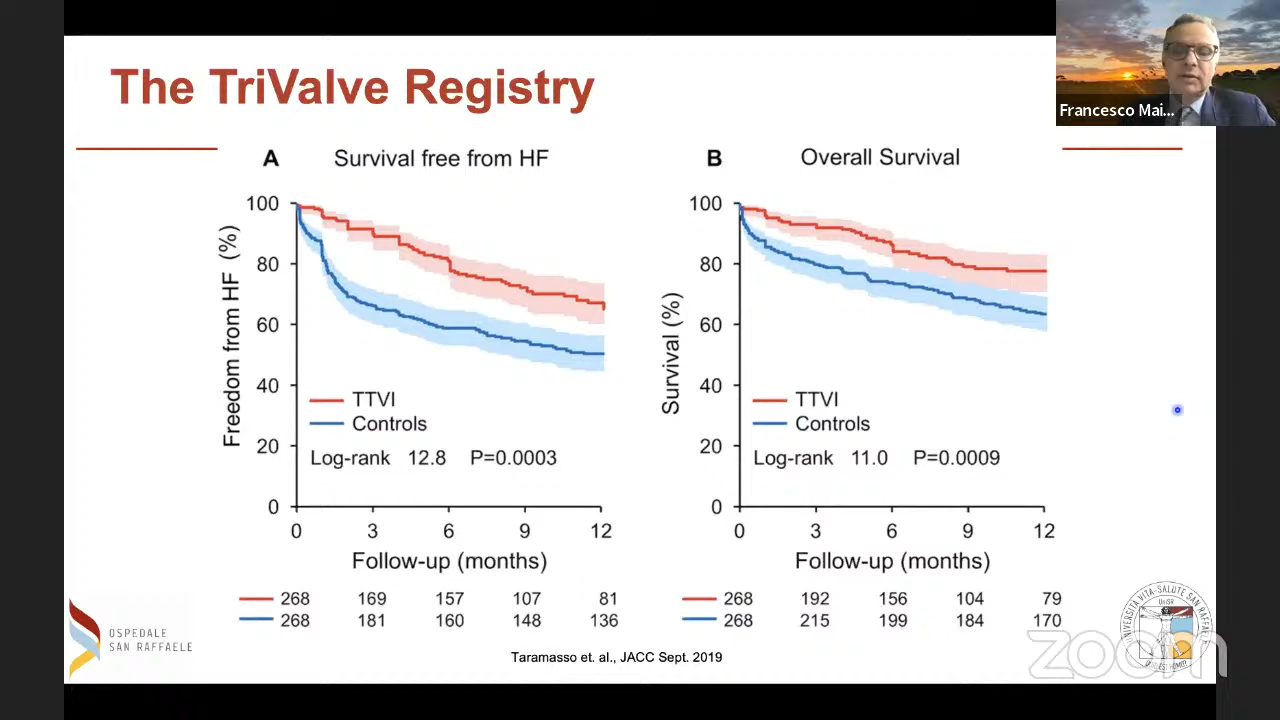 The TriValve Registry
Francesco Mai...
A Survival free from HF
Freedom from HF (%)
100
80
60
40
20
0
TTVI
Controls
Log-rank 12.8 P=0.0003
0 3 6 9 12
Follow-up (months)
268 169 157 107 81
268 181 160 148 136
B Overall Survival
Survival (%)
100
80
60
40
20
0
TTVI
Controls
Log-rank 11.0 P=0.0009
0 3 6 9 12
Follow-up (months)
268 192 156 104 79
268 215 199 184 170
OSPEDALE
SAN RAFFAELE
Taramasso et. al., JACC Sept. 2019
UniSR
zoom